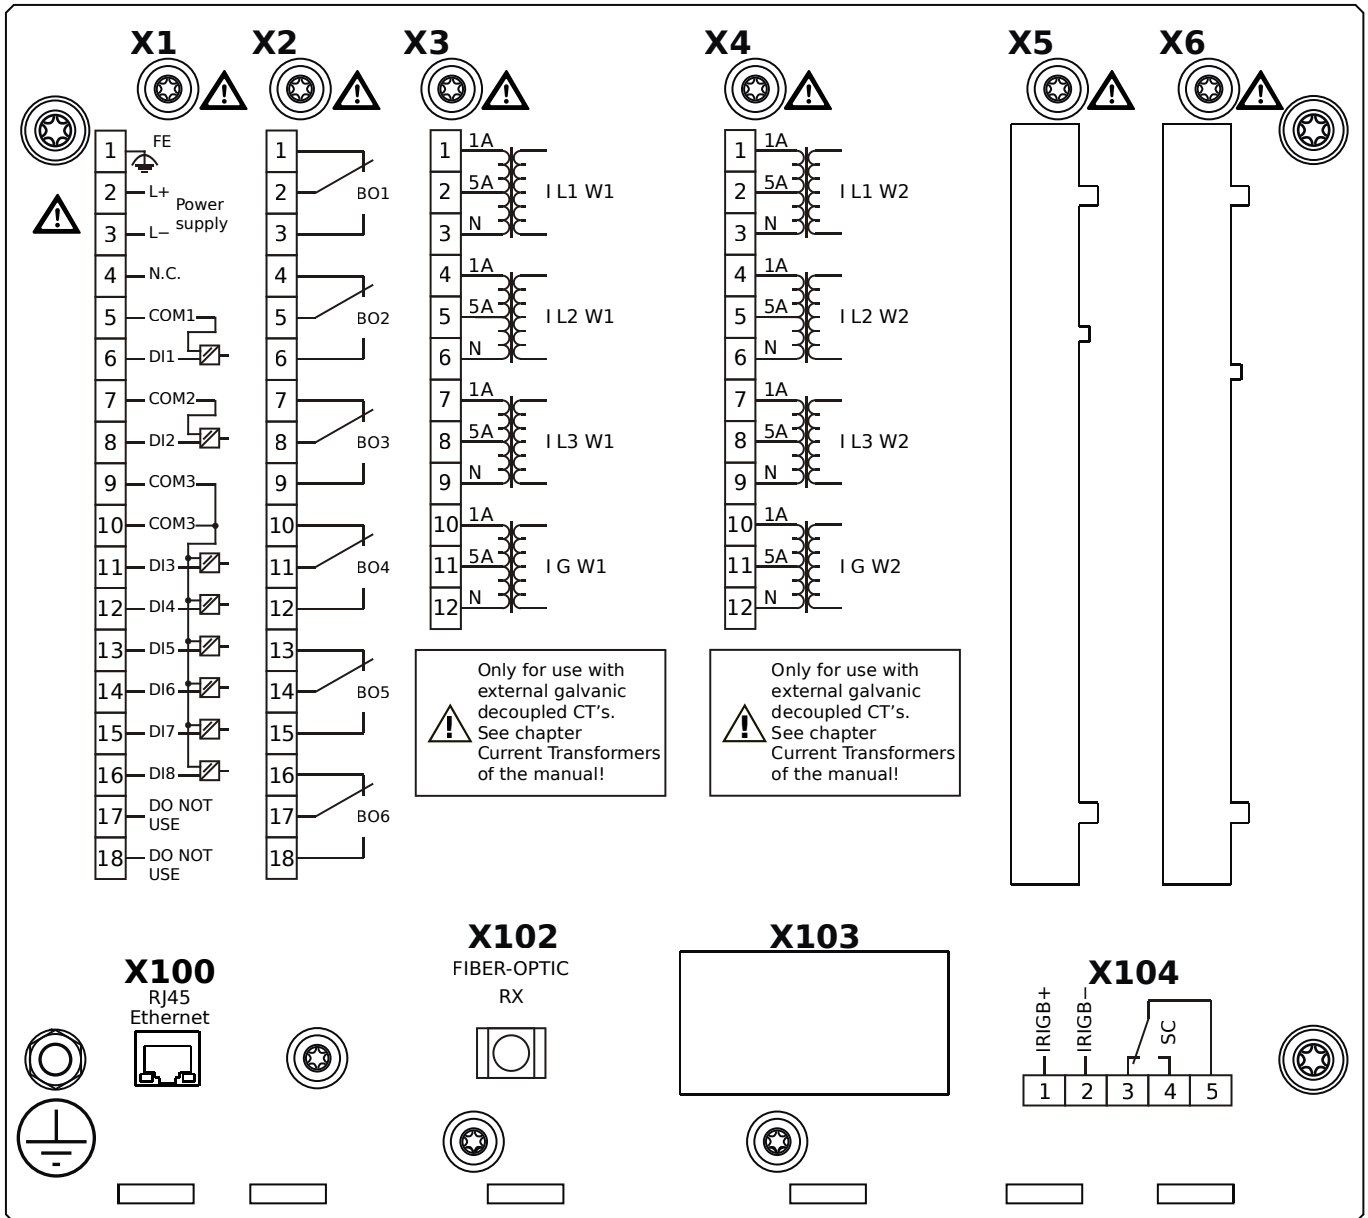 X1 X2 X3 X4 X5 X6
1 FE
2 L+
Power
supply
3 L−
4 N.C.
5 COM1
6 DI1
7 COM2
8 DI2
9 COM3
10 COM3
11 DI3
12 DI4
13 DI5
14 DI6
15 DI7
16 DI8
17 DO NOT
USE
18 DO NOT
USE
1
2 BO1
3
4
5 BO2
6
7
8 BO3
9
10
11 BO4
12
13
14 BO5
15
16
17 BO6
18
1 1A
2 5A I L1 W1
3 N
4 1A
5 5A I L2 W1
6 N
7 1A
8 5A I L3 W1
9 N
10 1A
11 5A I G W1
12 N
Only for use with
external galvanic
decoupled CT's.
See chapter
Current Transformers
of the manual!
1 1A
2 5A I L1 W2
3 N
4 1A
5 5A I L2 W2
6 N
7 1A
8 5A I L3 W2
9 N
10 1A
11 5A I G W2
12 N
Only for use with
external galvanic
decoupled CT's.
See chapter
Current Transformers
of the manual!
X100
RJ45
Ethernet
X102
FIBER-OPTIC
RX
X103
X104
IRIGB+
IRIGB−
SC
1 2 3 4 5